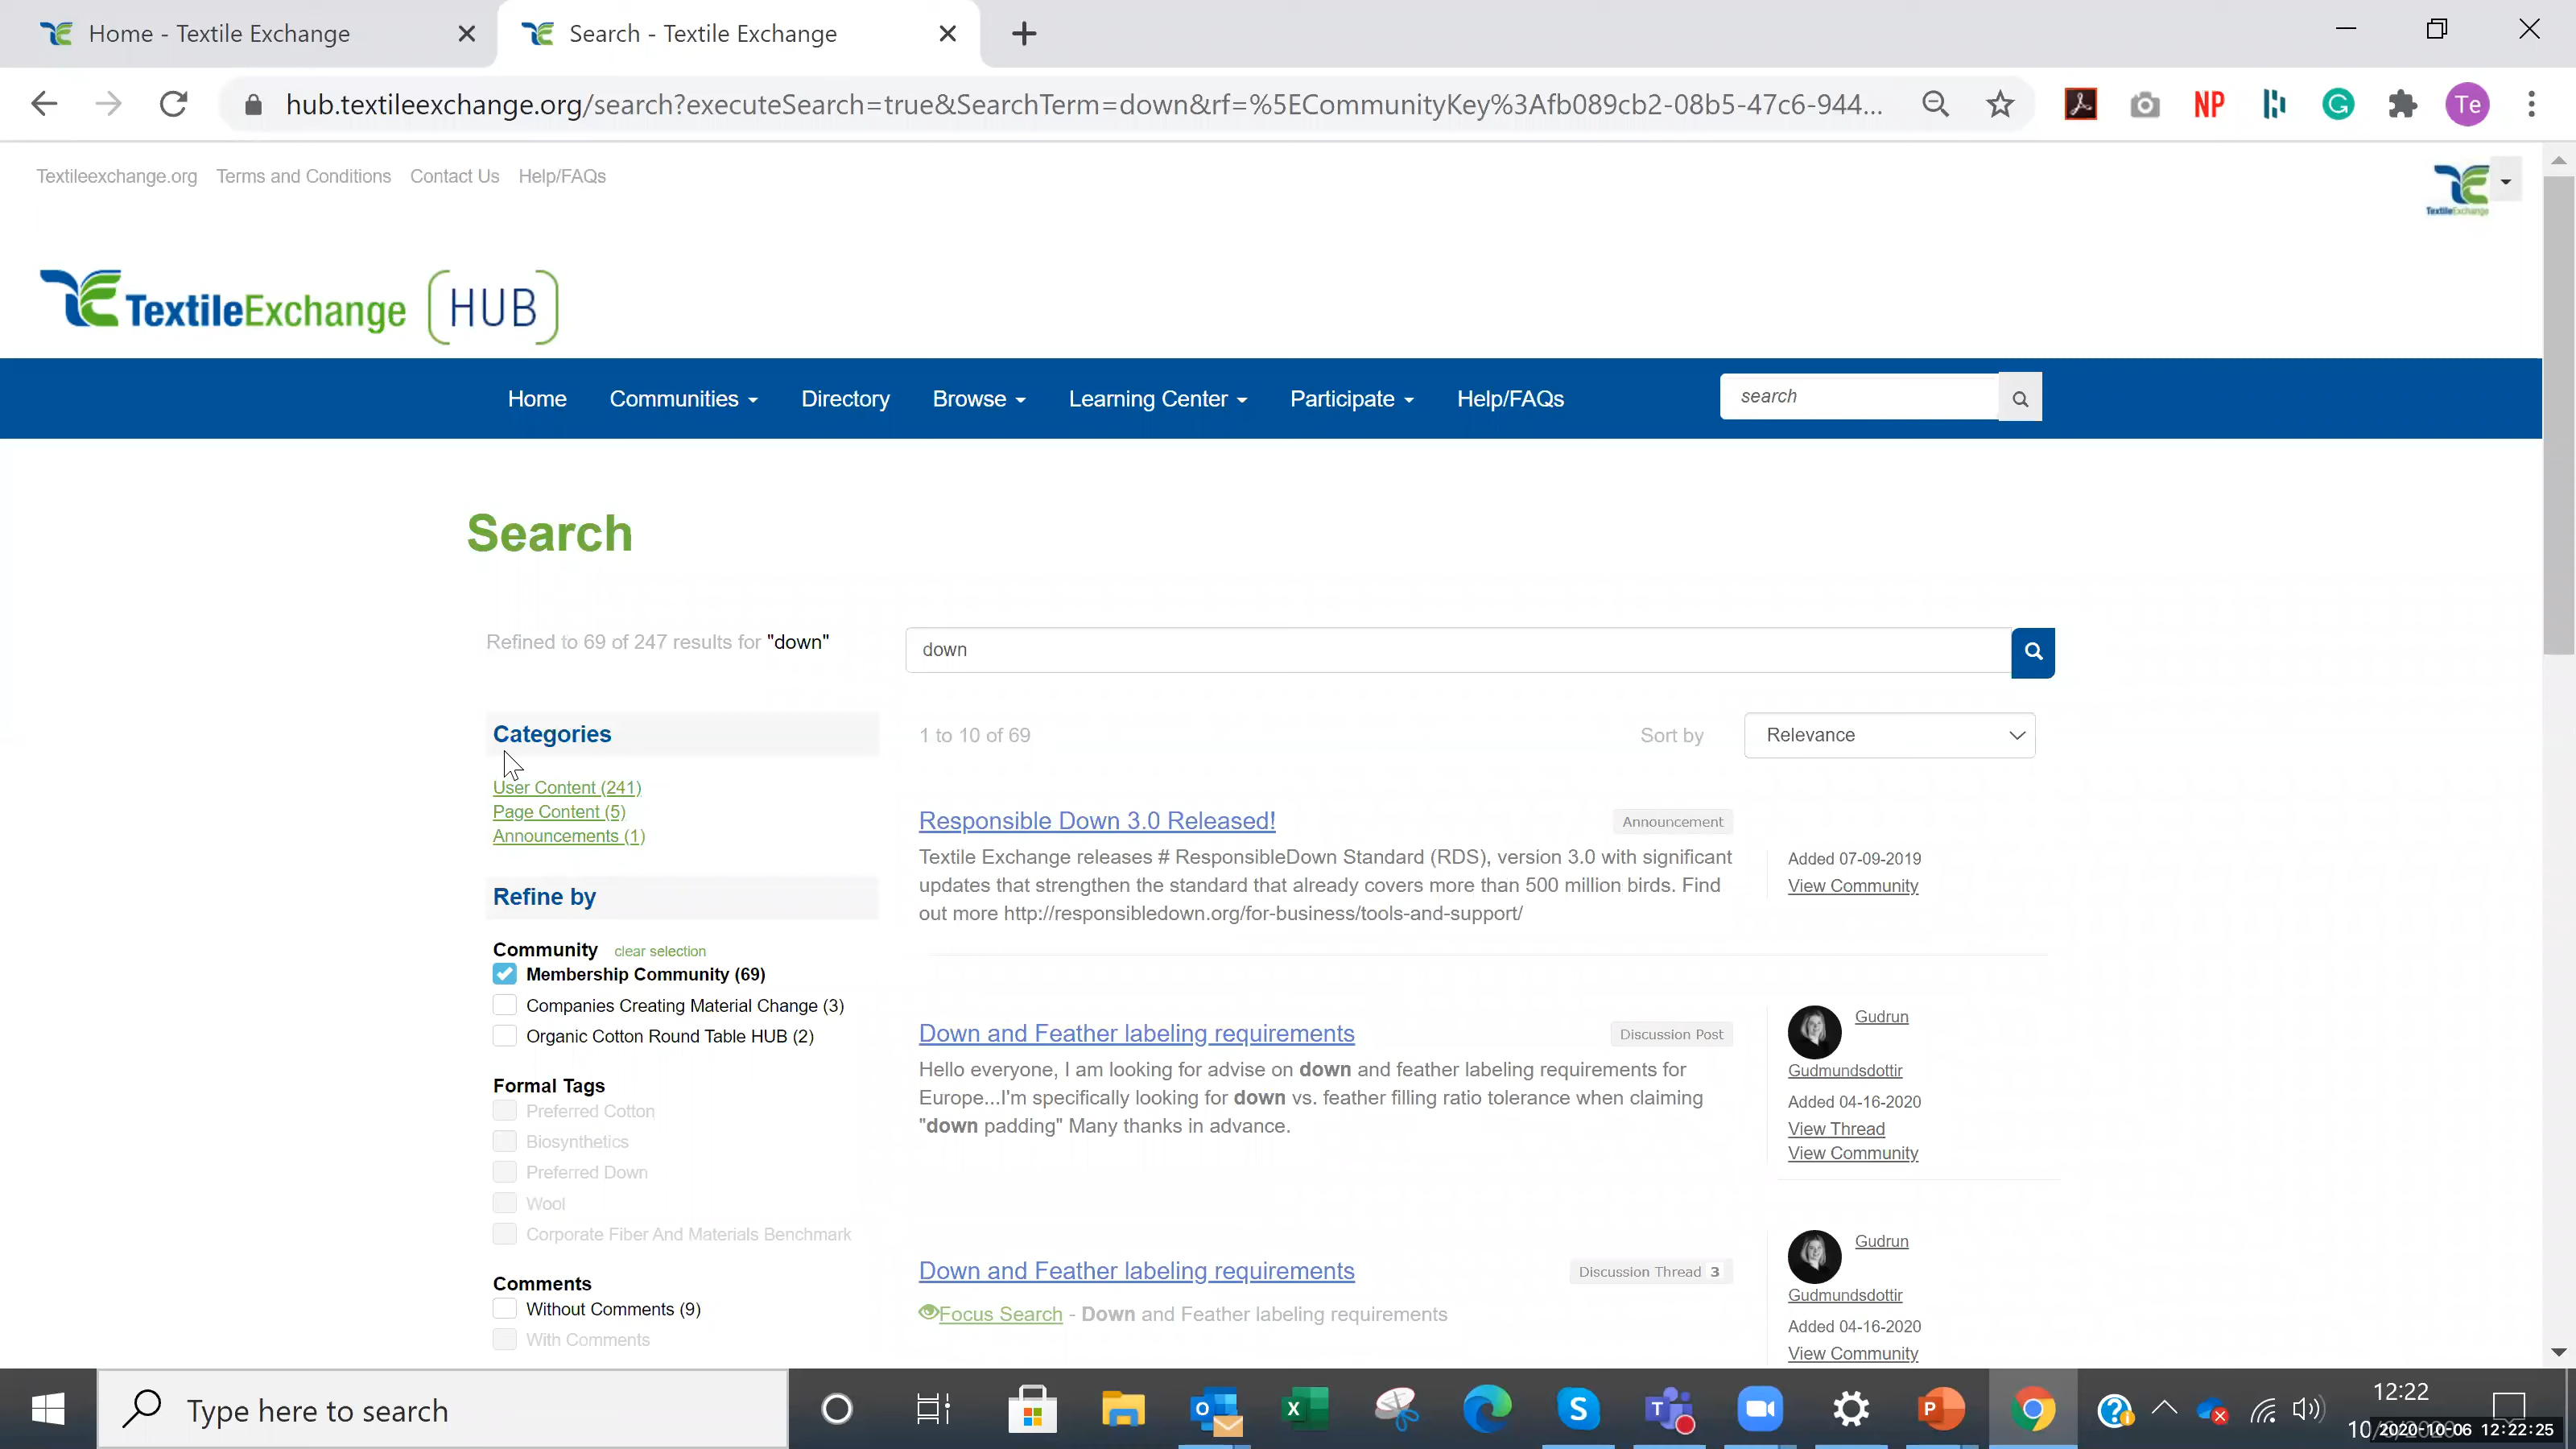 Home - Textile Exchange
Search - Textile Exchange
hub.textileexchange.org/search?executeSearch=true&SearchTerm=down&rf=%5ECommunityKey%3Afb089cb2-08b5-47c6-944...
NP
Te
Textileexchange.org Terms and Conditions Contact Us Help/FAQs
TextileExchange
TextileExchange (HUB)
Home Communities Directory Browse Learning Center Participate Help/FAQs search
Search
Refined to 69 of 247 results for "down"
down
Categories
User Content (241)
Page Content (5)
Announcements (1)
Refine by
Community clear selection
Membership Community (69)
Companies Creating Material Change (3)
Organic Cotton Round Table HUB (2)
Formal Tags
Preferred Cotton
Biosynthetics
Preferred Down
Wool
Corporate Fiber And Materials Benchmark
Comments
Without Comments (9)
With Comments
1 to 10 of 69 Sort by Relevance
Responsible Down 3.0 Released! Announcement
Textile Exchange releases # ResponsibleDown Standard (RDS), version 3.0 with significant
updates that strengthen the standard that already covers more than 500 million birds. Find
out more http://responsibledown.org/for-business/tools-and-support/
Added 07-09-2019
View Community
Down and Feather labeling requirements Discussion Post
Hello everyone, I am looking for advise on down and feather labeling requirements for
Europe...I'm specifically looking for down vs. feather filling ratio tolerance when claiming
"down padding" Many thanks in advance.
Gudrun
Gudmundsdottir
Added 04-16-2020
View Thread
View Community
Down and Feather labeling requirements Discussion Thread 3
Focus Search - Down and Feather labeling requirements
Gudrun
Gudmundsdottir
Added 04-16-2020
View Community
Type here to search
12:22
2020-10-06 12:22:25